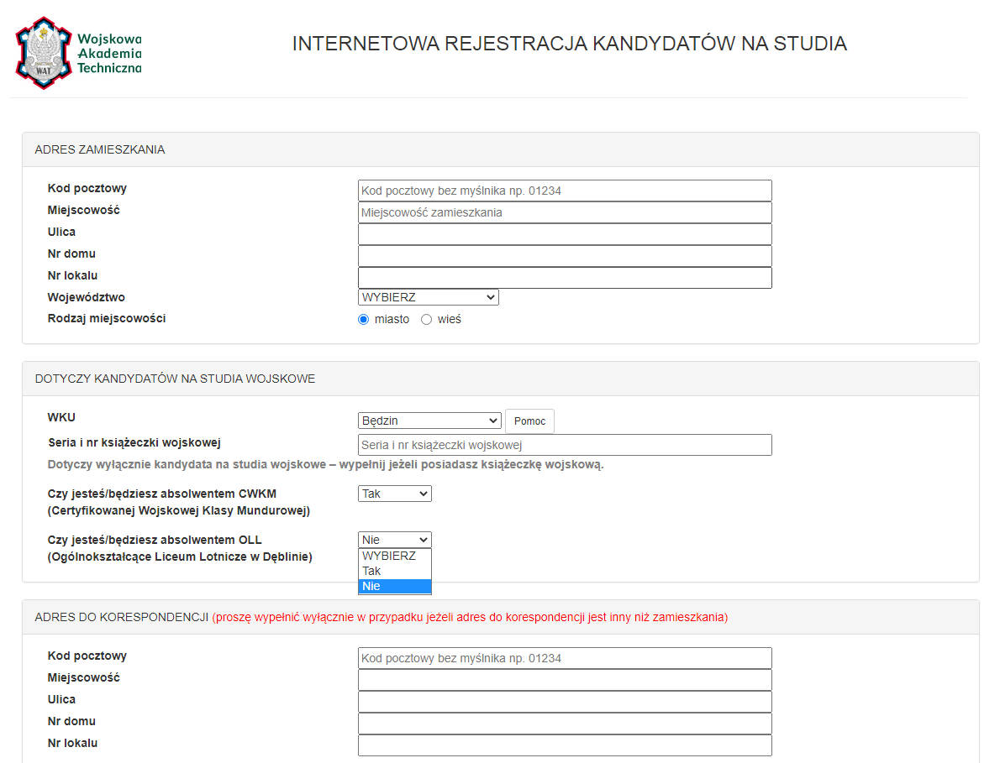 Wojskowa
Akademia
Techniczna
WAT
INTERNETOWA REJESTRACJA KANDYDATÓW NA STUDIA
ADRES ZAMIESZKANIA
Kod pocztowy Kod pocztowy bez myślnika np. 01234
Miejscowość Miejscowość zamieszkania
Ulica
Nr domu
Nr lokalu
Województwo WYBIERZ
Rodzaj miejscowości miasto wieś
DOTYCZY KANDYDATÓW NA STUDIA WOJSKOWE
WKU Będzin Pomoc
Seria i nr książeczki wojskowej Seria i nr książeczki wojskowej
Dotyczy wyłącznie kandydata na studia wojskowe – wypełnij jeżeli posiadasz książeczkę wojskową.
Czy jesteś/będziesz absolwentem CWKM Tak
(Certyfikowanej Wojskowej Klasy Mundurowej)
Czy jesteś/będziesz absolwentem OLL Nie
(Ogólnokształcące Liceum Lotnicze w Dęblinie) WYBIERZ
Tak
Nie
ADRES DO KORESPONDENCJI (proszę wypełnić wyłącznie w przypadku jeżeli adres do korespondencji jest inny niż zamieszkania)
Kod pocztowy Kod pocztowy bez myślnika np. 01234
Miejscowość
Ulica
Nr domu
Nr lokalu